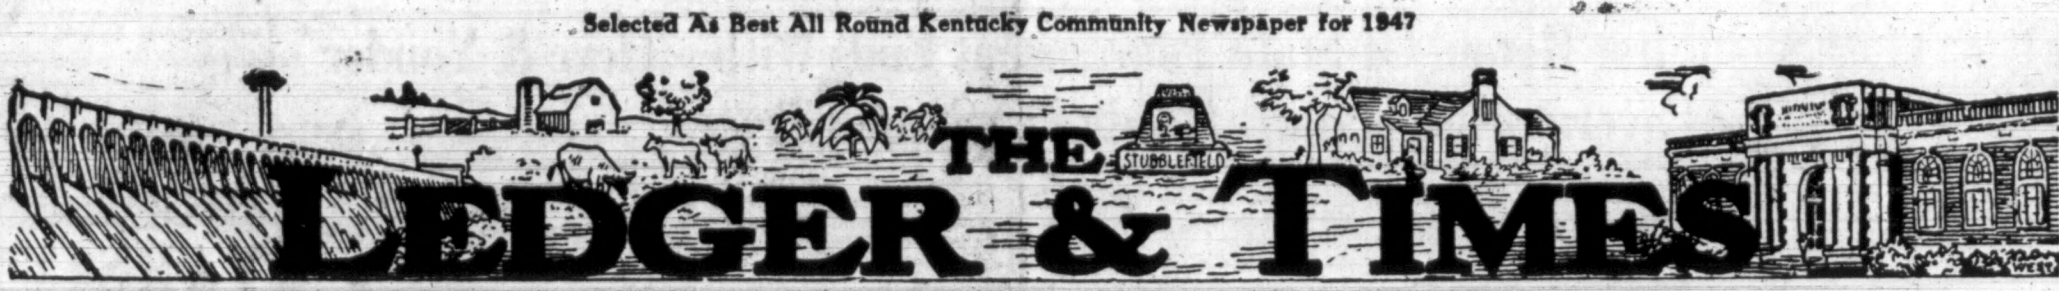 Selected As Best All Round Kentucky Community Newspaper for 1947
THE
STUBBLEFIELD
LEDGER & TIMES